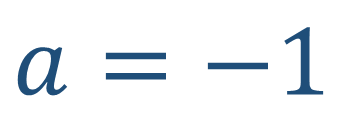 a = −1